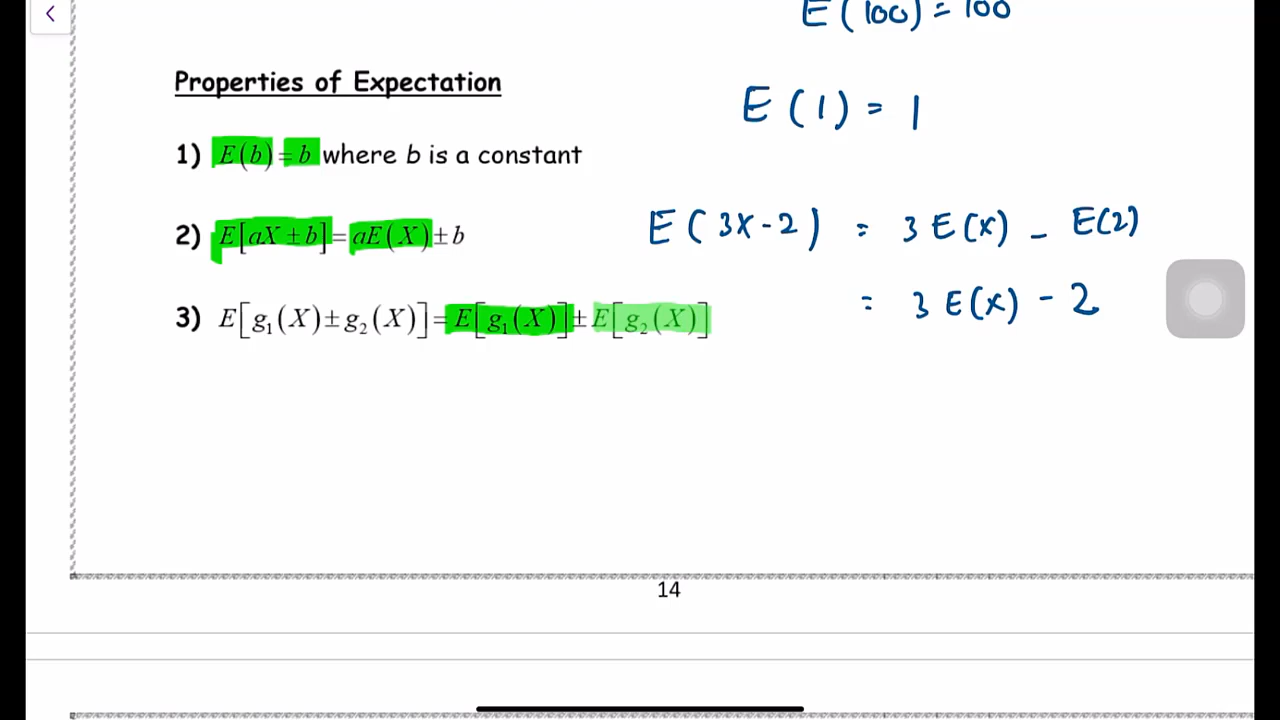 E(100) = 100
Properties of Expectation
E(1) = 1
1) E(b) = b where b is a constant
2) E[aX ± b] = aE(X) ± b
E(3X-2) = 3E(X) - E(2)
= 3E(X) - 2
3) E[g₁(X) ± g₂(X)] = E[g₁(X)] ± E[g₂(X)]
14